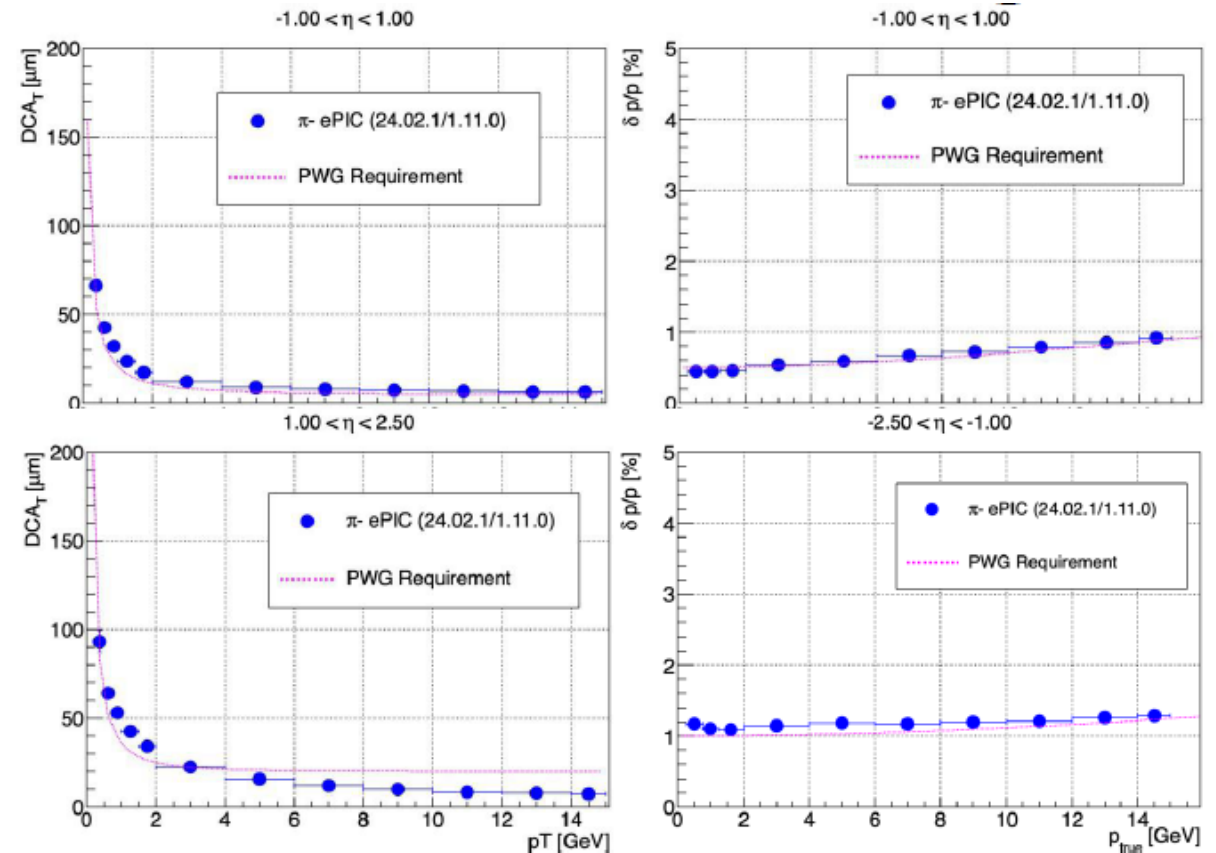 -1.00 < η < 1.00
DCA_T [μm]
200
150
100
50
0
π- ePIC (24.02.1/1.11.0)
PWG Requirement
-1.00 < η < 1.00
δ p/p [%]
5
4
3
2
1
0
π- ePIC (24.02.1/1.11.0)
PWG Requirement
1.00 < η < 2.50
DCA_T [μm]
200
150
100
50
0
π- ePIC (24.02.1/1.11.0)
PWG Requirement
0 2 4 6 8 10 12 14
pT [GeV]
-2.50 < η < -1.00
δ p/p [%]
5
4
3
2
1
0
π- ePIC (24.02.1/1.11.0)
PWG Requirement
0 2 4 6 8 10 12 14
p_true [GeV]